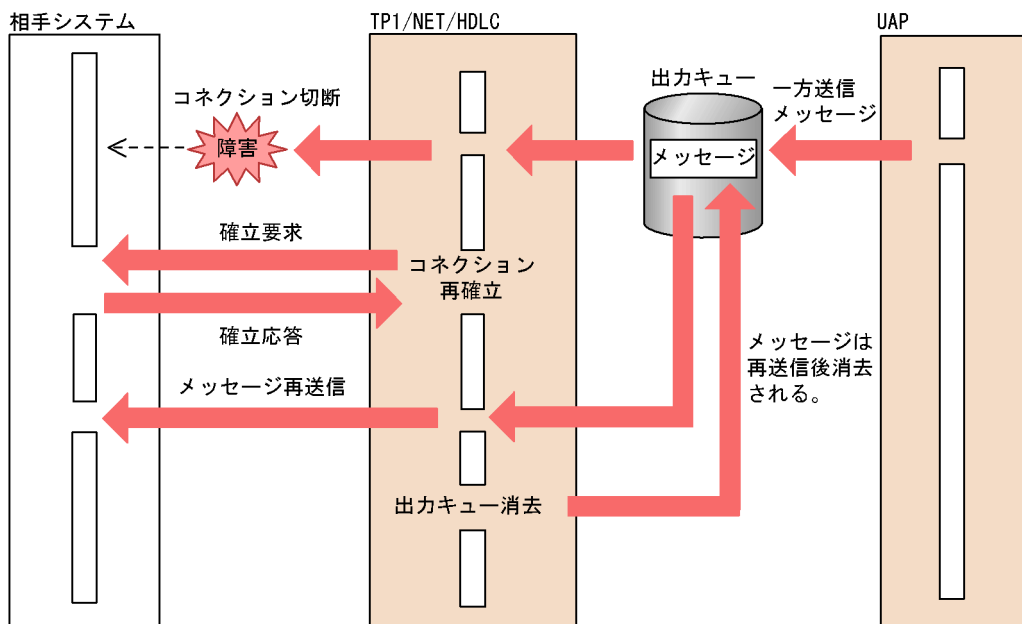 相手システム
TP1/NET/HDLC
UAP
コネクション切断
障害
出力キュー
メッセージ
一方送信
メッセージ
確立要求
コネクション
再確立
確立応答
メッセージ再送信
メッセージは
再送信後消去
される。
出力キュー消去